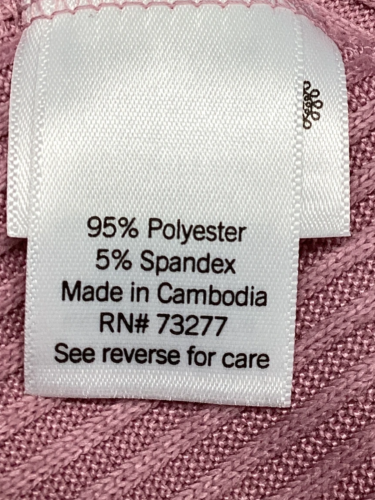 95% Polyester
5% Spandex
Made in Cambodia
RN# 73277
See reverse for care